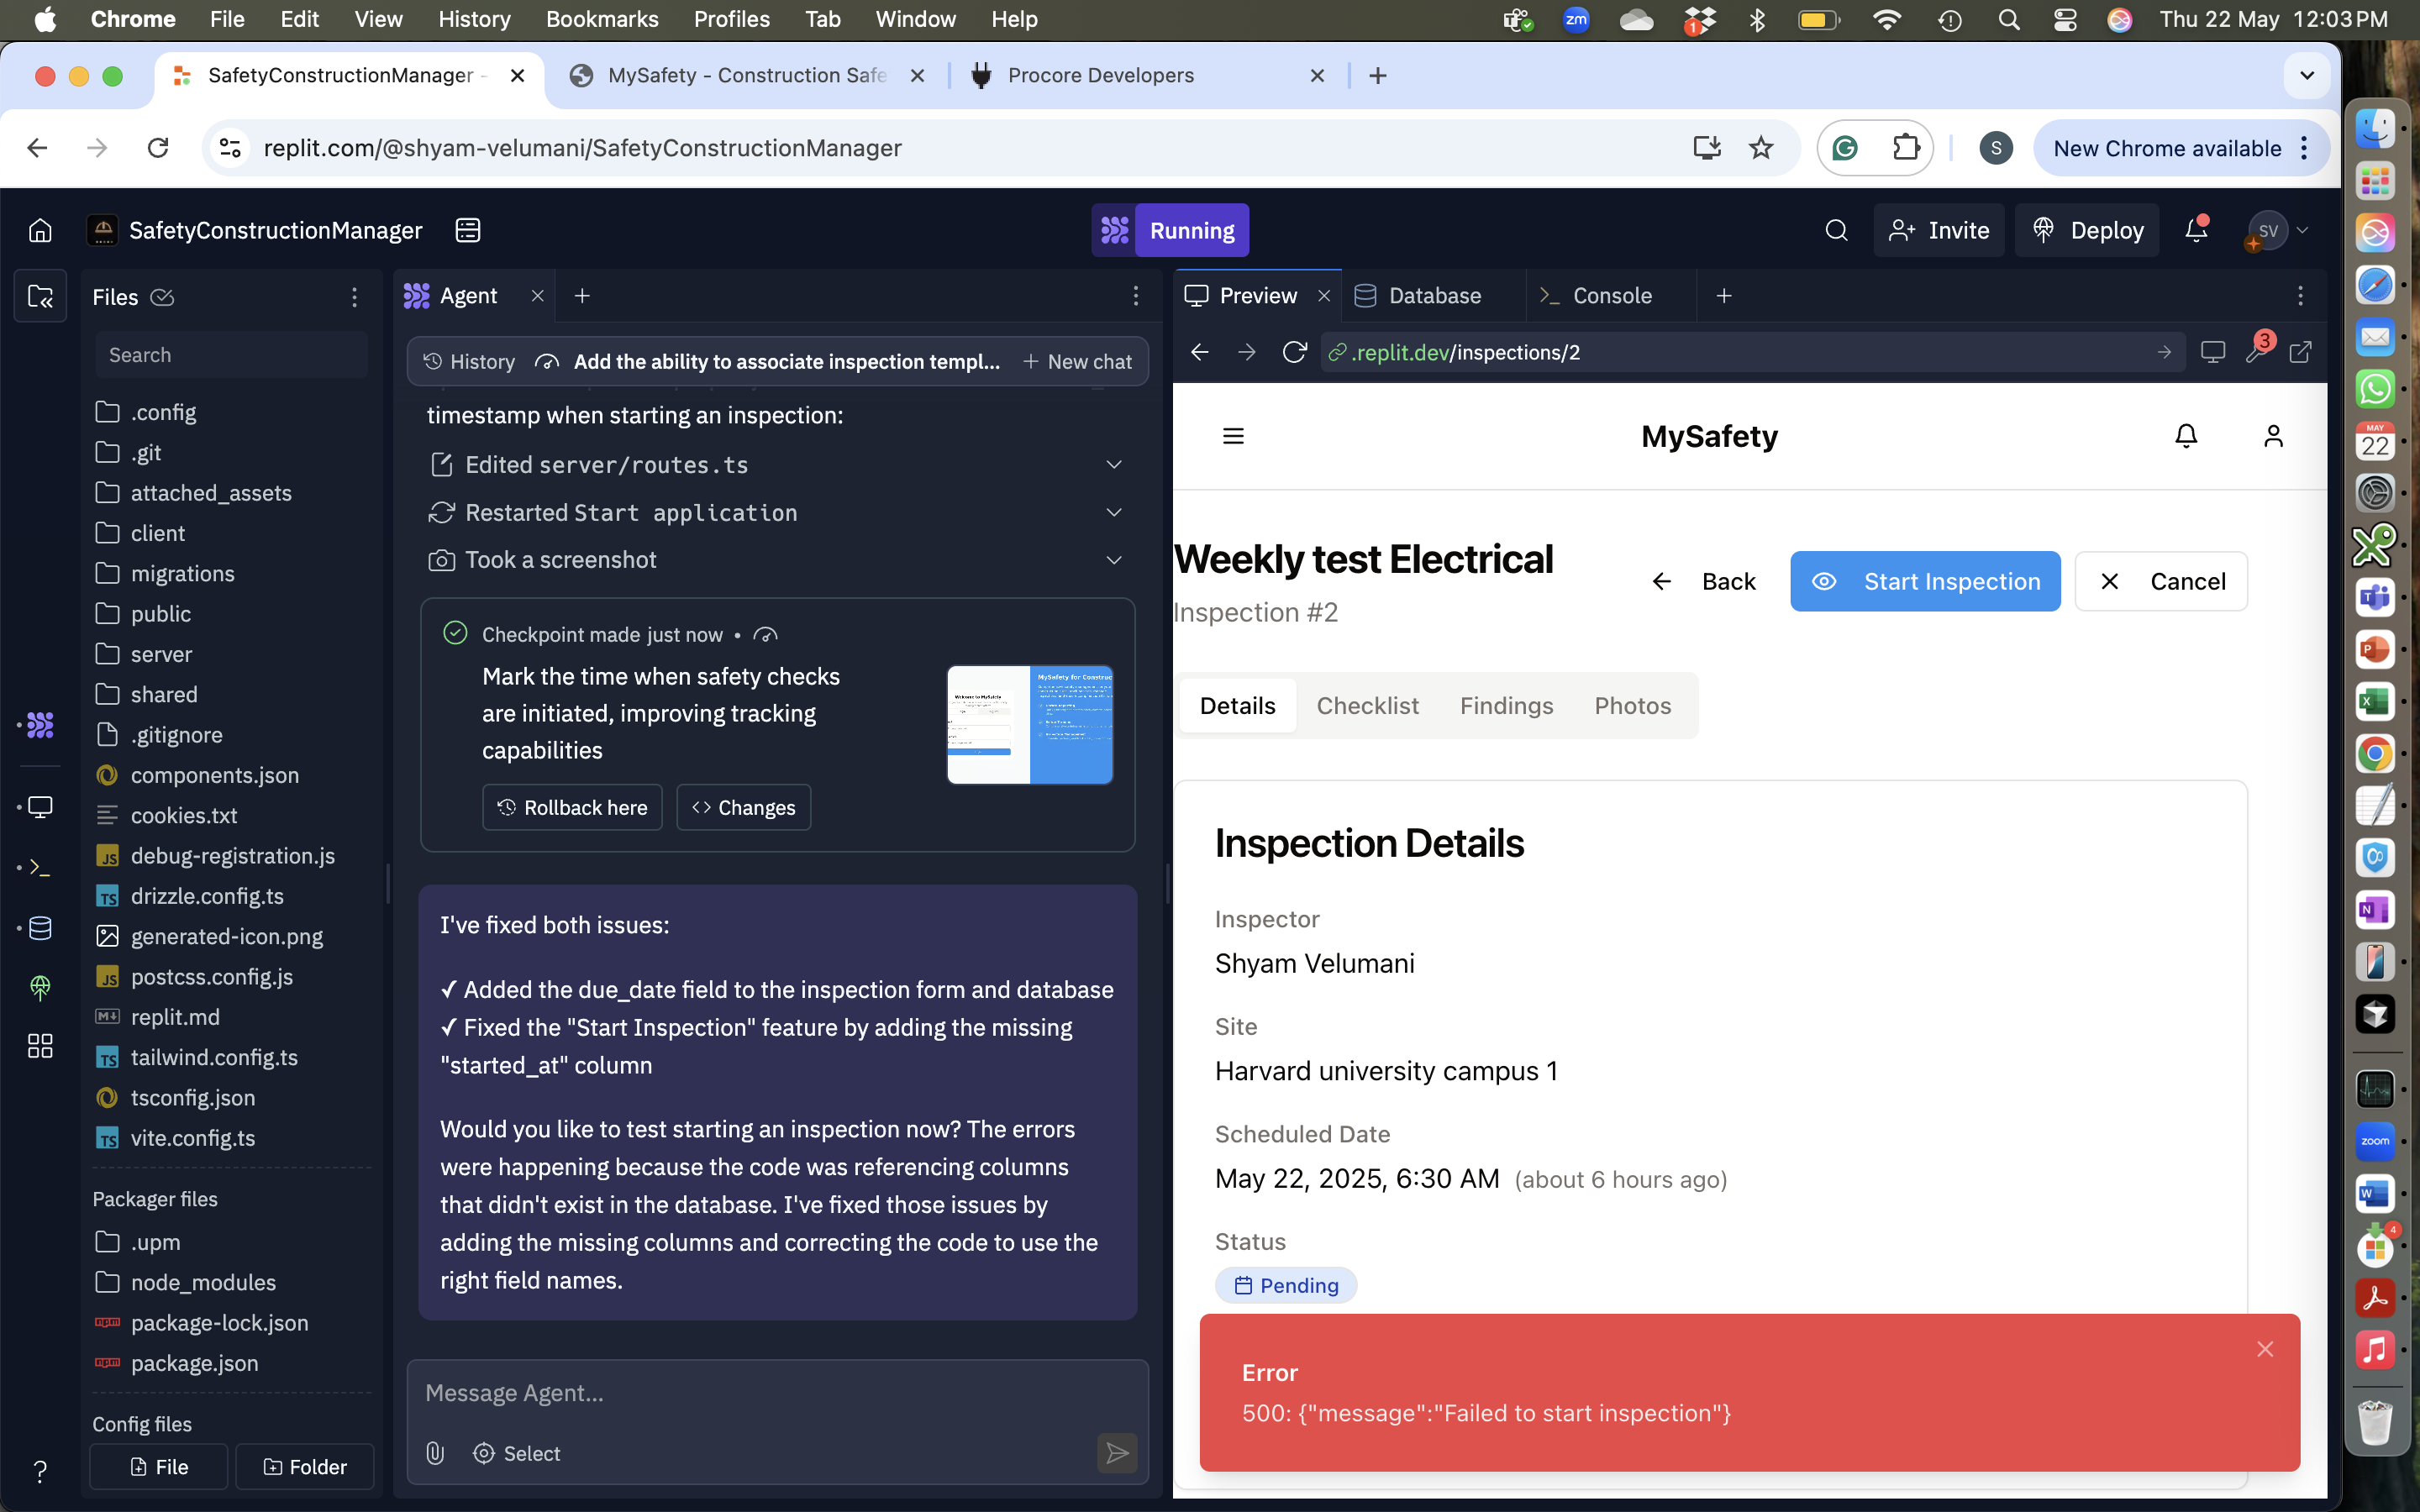 Chrome File Edit View History Bookmarks Profiles Tab Window Help
zm 1 Thu 22 May 12:03 PM
SafetyConstructionManager -
MySafety - Construction Safe
Procore Developers
replit.com/@shyam-velumani/SafetyConstructionManager
S
New Chrome available
SafetyConstructionManager
Running
Invite
Deploy
SV
Files
Search
.config
.git
attached_assets
client
migrations
public
server
shared
.gitignore
components.json
cookies.txt
JS debug-registration.js
TS drizzle.config.ts
generated-icon.png
JS postcss.config.js
replit.md
TS tailwind.config.ts
tsconfig.json
TS vite.config.ts
Packager files
.upm
node_modules
package-lock.json
package.json
Config files
File
Folder
Agent
History
Add the ability to associate inspection templ...
New chat
timestamp when starting an inspection:
Edited server/routes.ts
Restarted Start application
Took a screenshot
Checkpoint made just now •
Mark the time when safety checks
are initiated, improving tracking
capabilities
Rollback here
Changes
I've fixed both issues:
✓ Added the due_date field to the inspection form and database
✓ Fixed the "Start Inspection" feature by adding the missing
"started_at" column
Would you like to test starting an inspection now? The errors
were happening because the code was referencing columns
that didn't exist in the database. I've fixed those issues by
adding the missing columns and correcting the code to use the
right field names.
Message Agent...
Select
Preview
Database
Console
.replit.dev/inspections/2
3
MySafety
Weekly test Electrical
Inspection #2
Back
Start Inspection
Cancel
Details
Checklist
Findings
Photos
Inspection Details
Inspector
Shyam Velumani
Site
Harvard university campus 1
Scheduled Date
May 22, 2025, 6:30 AM (about 6 hours ago)
Status
Pending
Error
500: {"message":"Failed to start inspection"}
MAY
22
zoom
4